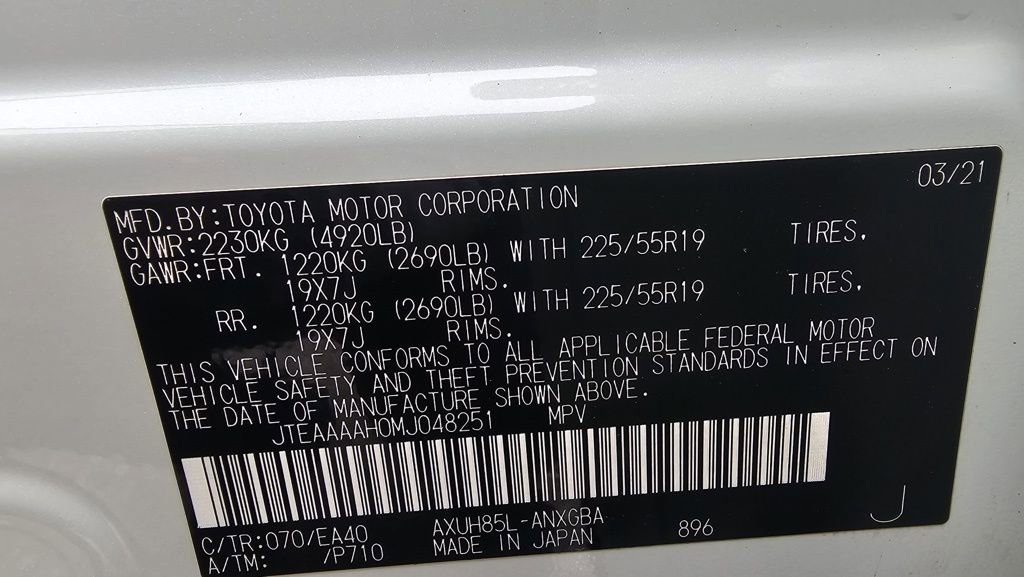 03/21
MFD.BY:TOYOTA MOTOR CORPORATION
GVWR:2230KG (4920LB)
GAWR:FRT. 1220KG (2690LB) WITH 225/55R19 TIRES,
19X7J RIMS.
RR. 1220KG (2690LB) WITH 225/55R19 TIRES,
19X7J RIMS.
THIS VEHICLE CONFORMS TO ALL APPLICABLE FEDERAL MOTOR
VEHICLE SAFETY AND THEFT PREVENTION STANDARDS IN EFFECT ON
THE DATE OF MANUFACTURE SHOWN ABOVE.
JTEAAAAH0MJ048251 MPV
C/TR:070/EA40 AXUH85L-ANXGBA 896
A/TM: /P710 MADE IN JAPAN
J